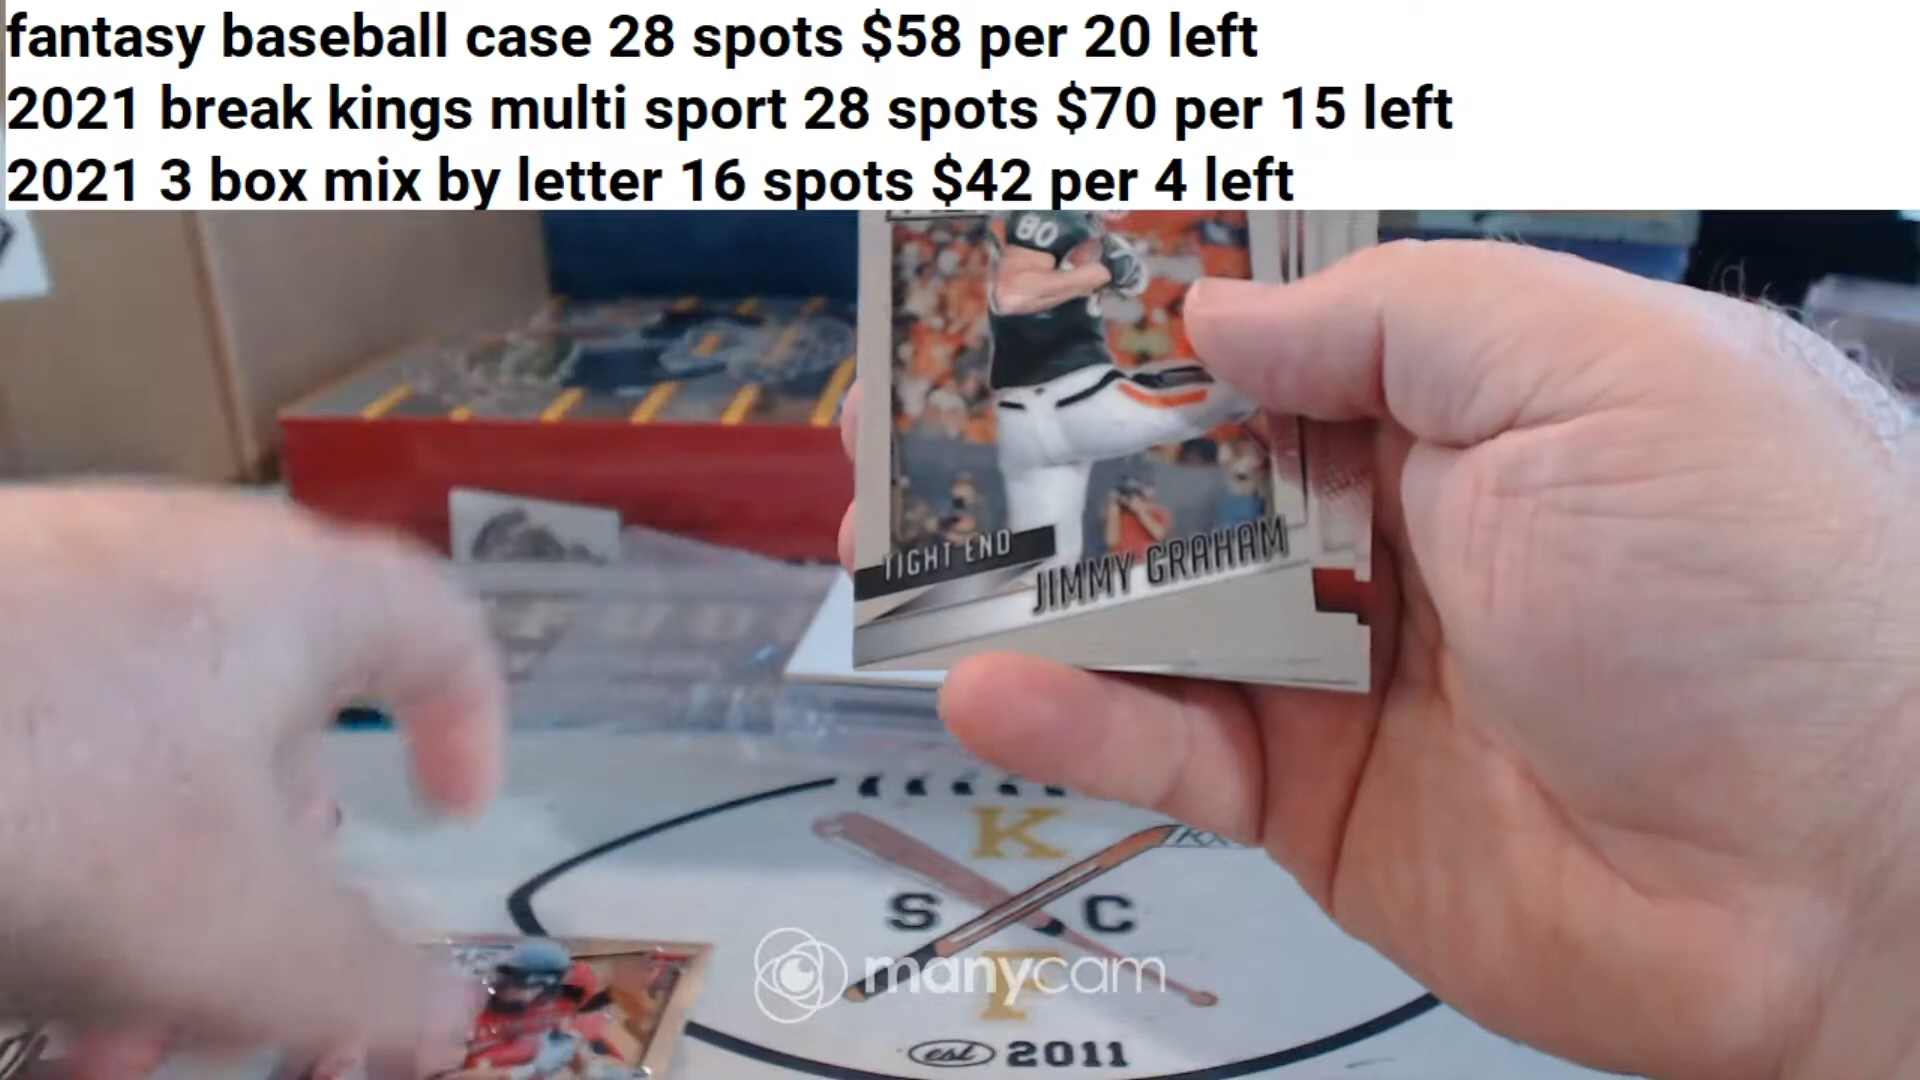 fantasy baseball case 28 spots $58 per 20 left
2021 break kings multi sport 28 spots $70 per 15 left
2021 3 box mix by letter 16 spots $42 per 4 left
80
TIGHT END
JIMMY GRAHAM
K
S C
F
manycam
est 2011